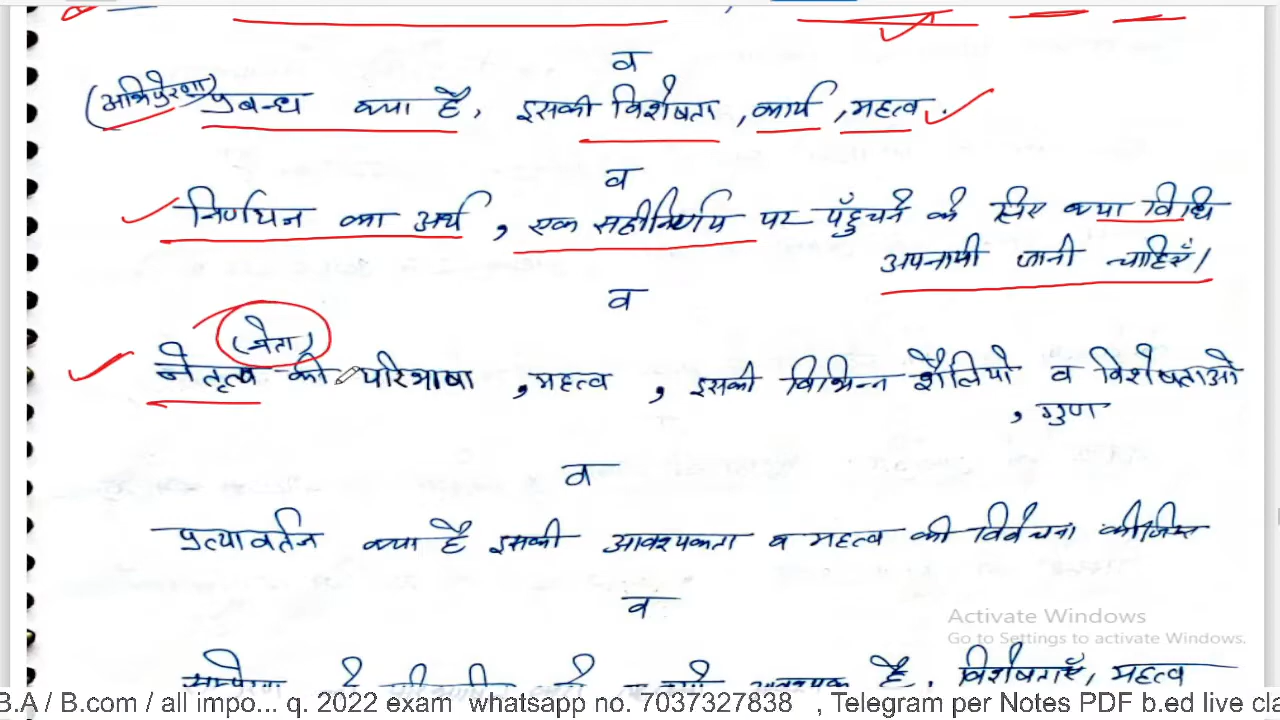 व
(अभिप्रेरणा) प्रबन्ध क्या है, इसकी विशेषता, कार्य, महत्व.
व
निर्णयन का अर्थ, एक सही निर्णय पर पँहुचने के लिए क्या विधि
अपनायी जानी चाहिएँ।
व
(नेता)
नेतृत्व की परिभाषा, महत्व, इसकी विभिन्न शैलियो व विशेषताओ
, गुण
व
प्रत्यावर्तन क्या है इसकी आवश्यकता व महत्व की विवेचना कीजिए
व
है, विशेषताएँ, महत्व
Activate Windows
Go to Settings to activate Windows.
B.A / B.com / all impo... q. 2022 exam whatsapp no. 7037327838 , Telegram per Notes PDF b.ed live cla